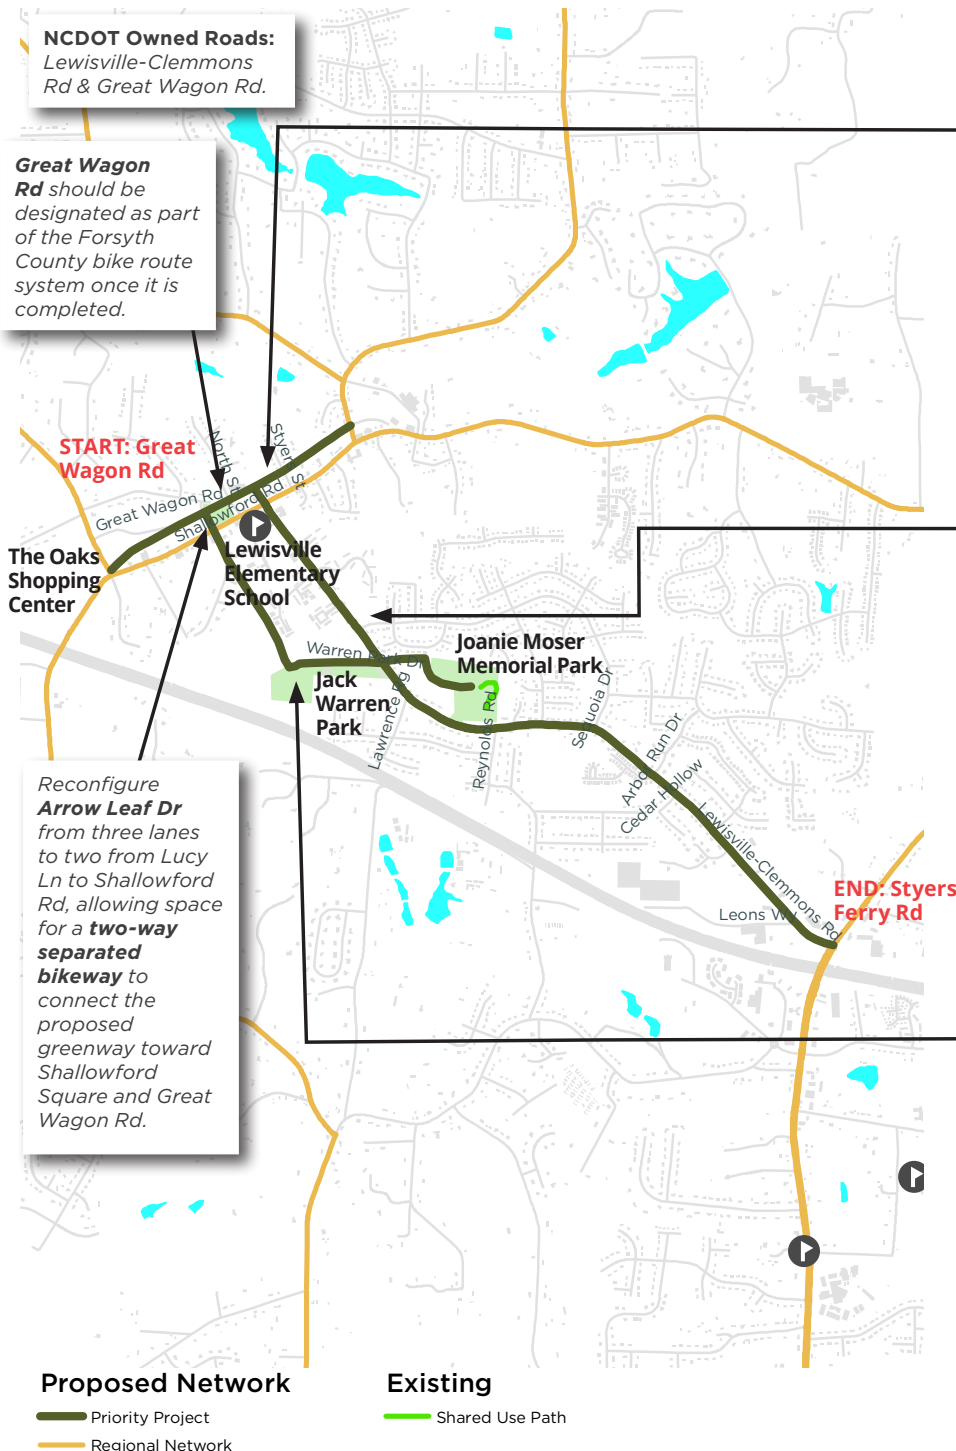 NCDOT Owned Roads:
Lewisville-Clemmons
Rd & Great Wagon Rd.
Great Wagon
Rd should be
designated as part
of the Forsyth
County bike route
system once it is
completed.
START: Great
Wagon Rd
North St
Styers St
Great Wagon Rd
Shallowford Rd
The Oaks
Shopping
Center
Lewisville
Elementary
School
Warren Park Dr
Joanie Moser
Memorial Park
Jack
Warren
Park
Lawrence Rg
Reynolds Rd
Sequoia Dr
Arbor Run Dr
Cedar Hollow
Lewisville-Clemmons Rd
Leons Wy
END: Styers
Ferry Rd
Reconfigure
Arrow Leaf Dr
from three lanes
to two from Lucy
Ln to Shallowford
Rd, allowing space
for a two-way
separated
bikeway to
connect the
proposed
greenway toward
Shallowford
Square and Great
Wagon Rd.
Proposed Network
Priority Project
Regional Network
Existing
Shared Use Path